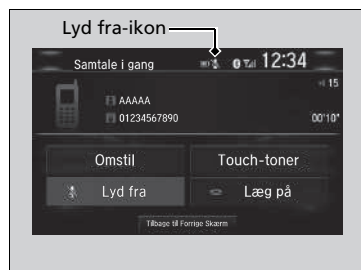 Lyd fra-ikon
Samtale i gang 12:34
15
AAAAA
01234567890 00'10"
Omstil Touch-toner
Lyd fra Læg på
Tilbage til Forrige Skærm